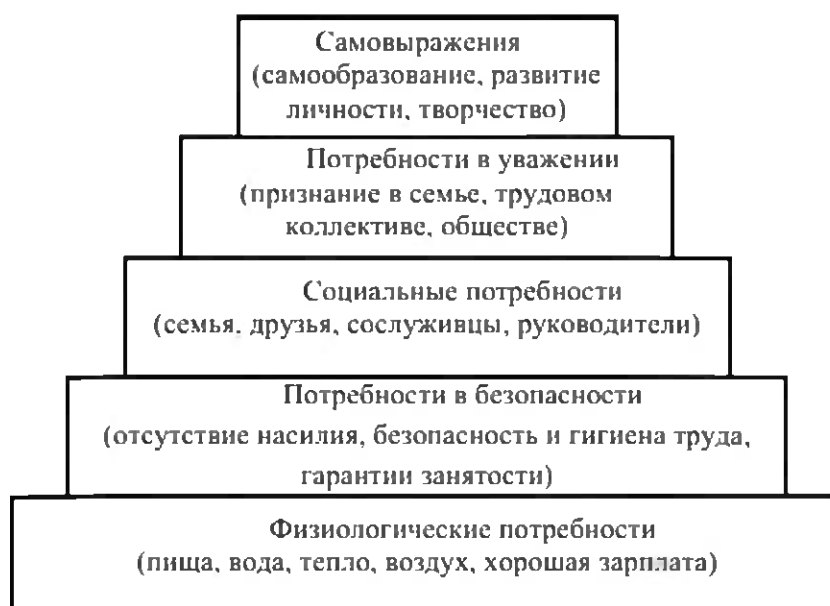 Самовыражения
(самообразование, развитие
личности, творчество)
Потребности в уважении
(признание в семье, трудовом
коллективе, обществе)
Социальные потребности
(семья, друзья, сослуживцы, руководители)
Потребности в безопасности
(отсутствие насилия, безопасность и гигиена труда,
гарантии занятости)
Физиологические потребности
(пища, вода, тепло, воздух, хорошая зарплата)